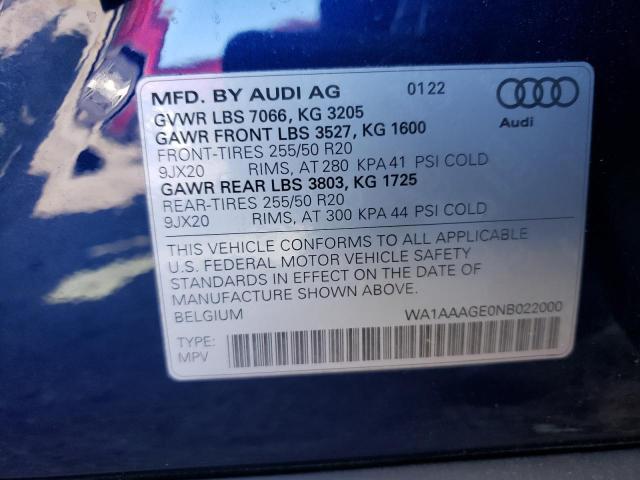 MFD. BY AUDI AG 0122
GVWR LBS 7066, KG 3205
GAWR FRONT LBS 3527, KG 1600
FRONT-TIRES 255/50 R20
9JX20 RIMS, AT 280 KPA 41 PSI COLD
GAWR REAR LBS 3803, KG 1725
REAR-TIRES 255/50 R20
9JX20 RIMS, AT 300 KPA 44 PSI COLD
Audi
THIS VEHICLE CONFORMS TO ALL APPLICABLE
U.S. FEDERAL MOTOR VEHICLE SAFETY
STANDARDS IN EFFECT ON THE DATE OF
MANUFACTURE SHOWN ABOVE.
BELGIUM WA1AAAGE0NB022000
TYPE:
MPV